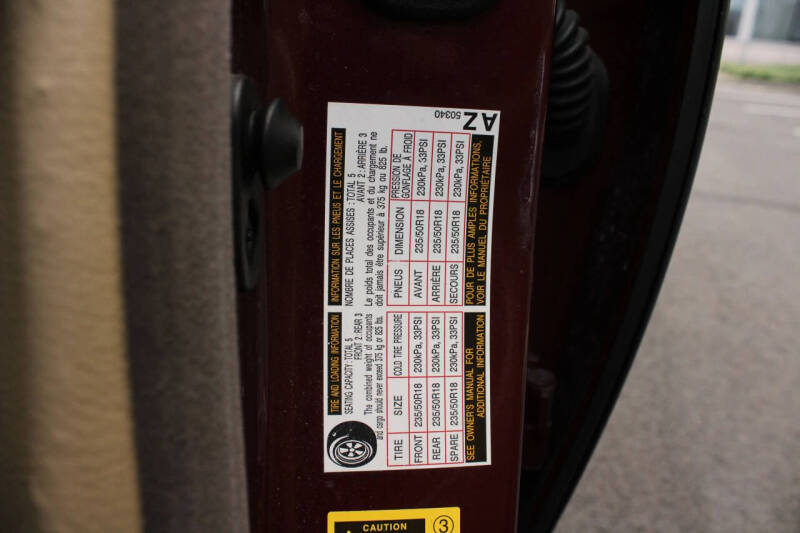 TIRE AND LOADING INFORMATION
SEATING CAPACITY: TOTAL 5
FRONT 2: REAR 3
The combined weight of occupants
and cargo should never exceed 375 kg or 825 lbs.
TIRE SIZE COLD TIRE PRESSURE
FRONT 235/50R18 230kPa, 33PSI
REAR 235/50R18 230kPa, 33PSI
SPARE 235/50R18 230kPa, 33PSI
SEE OWNER'S MANUAL FOR
ADDITIONAL INFORMATION
INFORMATION SUR LES PNEUS ET LE CHARGEMENT
NOMBRE DE PLACES ASSISES : TOTAL 5
AVANT 2: ARRIÈRE 3
Le poids total des occupants et du chargement ne
doit jamais être supérieur à 375 kg ou 825 lb.
PNEUS DIMENSION PRESSION DE
GONFLAGE À FROID
AVANT 235/50R18 230kPa, 33PSI
ARRIÈRE 235/50R18 230kPa, 33PSI
SECOURS 235/50R18 230kPa, 33PSI
POUR DE PLUS AMPLES INFORMATIONS,
VOIR LE MANUEL DU PROPRIÉTAIRE
50340
AZ
CAUTION
3